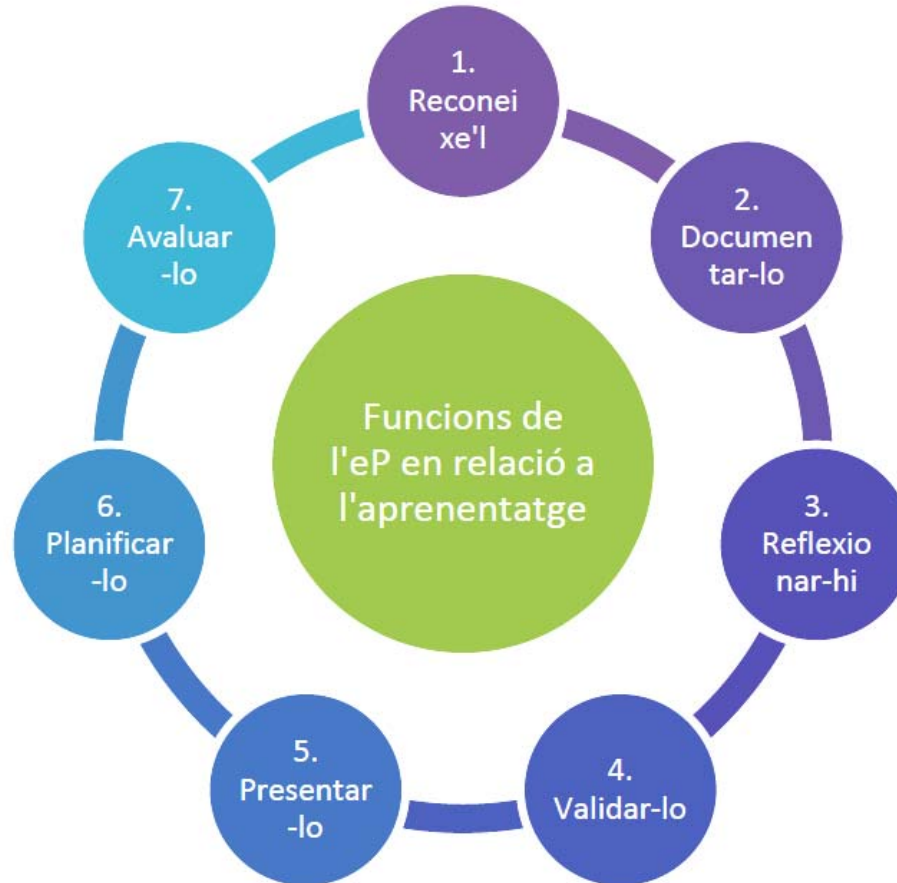 1.
Reconei
xe'l
2.
Documen
tar-lo
3.
Reflexio
nar-hi
4.
Validar-lo
5.
Presentar
-lo
6.
Planificar
-lo
7.
Avaluar
-lo
Funcions de
l'eP en relació a
l'aprenentatge